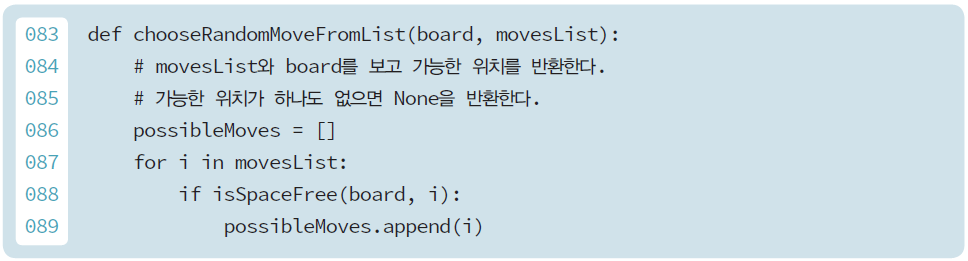 083 def chooseRandomMoveFromList(board, movesList):
084     # movesList와 board를 보고 가능한 위치를 반환한다.
085     # 가능한 위치가 하나도 없으면 None을 반환한다.
086     possibleMoves = []
087     for i in movesList:
088         if isSpaceFree(board, i):
089             possibleMoves.append(i)